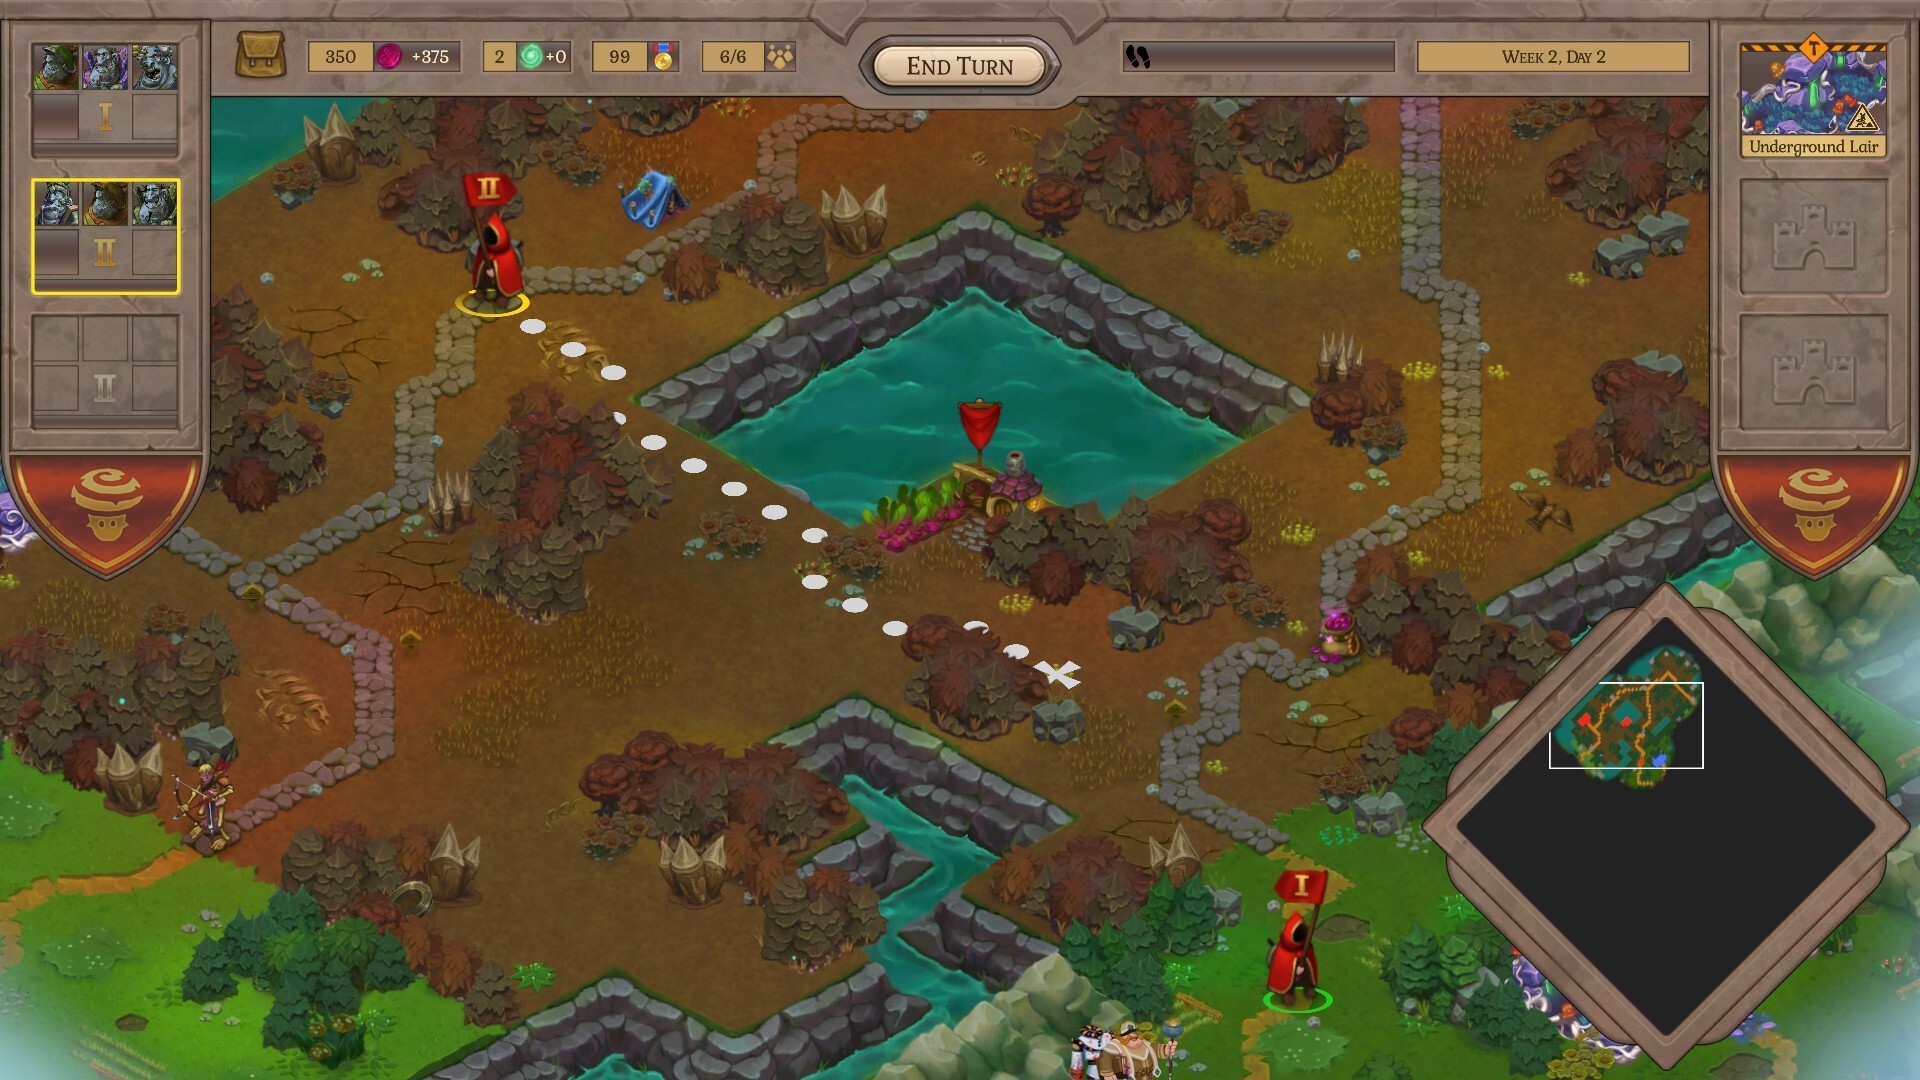 350 +375
2 +0
99
6/6
END TURN
WEEK 2, DAY 2
T
Underground Lair
I
II
II
II
I